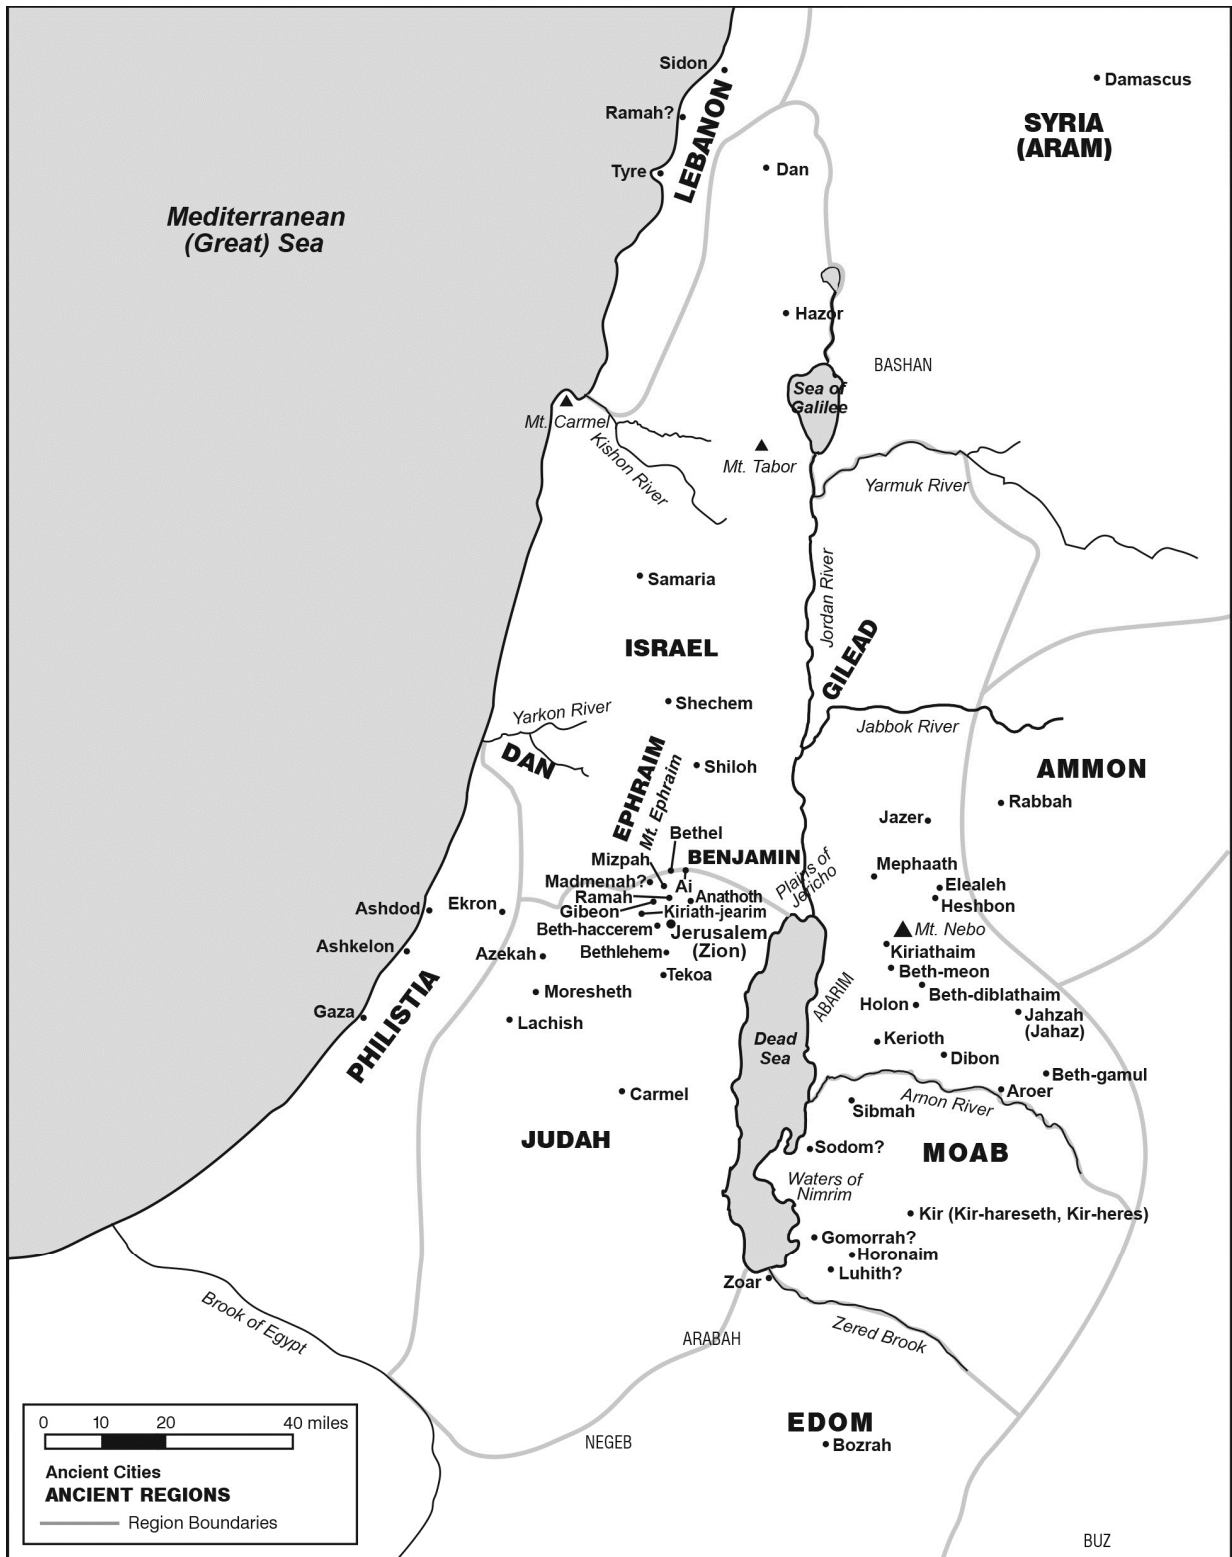 Sidon
Damascus
Ramah?
LEBANON
SYRIA
(ARAM)
Tyre
Dan
Mediterranean
(Great) Sea
Hazor
BASHAN
Sea of
Galilee
Mt. Carmel
Kishon River
Mt. Tabor
Yarmuk River
Jordan River
Samaria
ISRAEL
GILEAD
Shechem
Yarkon River
Jabbok River
DAN
EPHRAIM
Mt. Ephraim
Shiloh
AMMON
Rabbah
Jazer
Bethel
Mizpah
BENJAMIN
Plains of
Jericho
Mephaath
Madmenah?
Ai
Elealeh
Ramah
Anathoth
Heshbon
Ashdod
Ekron
Gibeon
Kiriath-jearim
Beth-haccerem
Jerusalem
(Zion)
Mt. Nebo
Ashkelon
Azekah
Bethlehem
Kiriathaim
Tekoa
Beth-meon
Moresheth
ABARIM
Beth-diblathaim
Holon
Gaza
PHILISTIA
Lachish
Jahzah
(Jahaz)
Dead
Sea
Kerioth
Dibon
Beth-gamul
Carmel
Aroer
Arnon River
Sibmah
JUDAH
Sodom?
MOAB
Waters of
Nimrim
Kir (Kir-hareseth, Kir-heres)
Gomorrah?
Horonaim
Luhith?
Zoar
Brook of Egypt
ARABAH
Zered Brook
EDOM
Bozrah
NEGEB
BUZ
0 10 20 40 miles
Ancient Cities
ANCIENT REGIONS
Region Boundaries